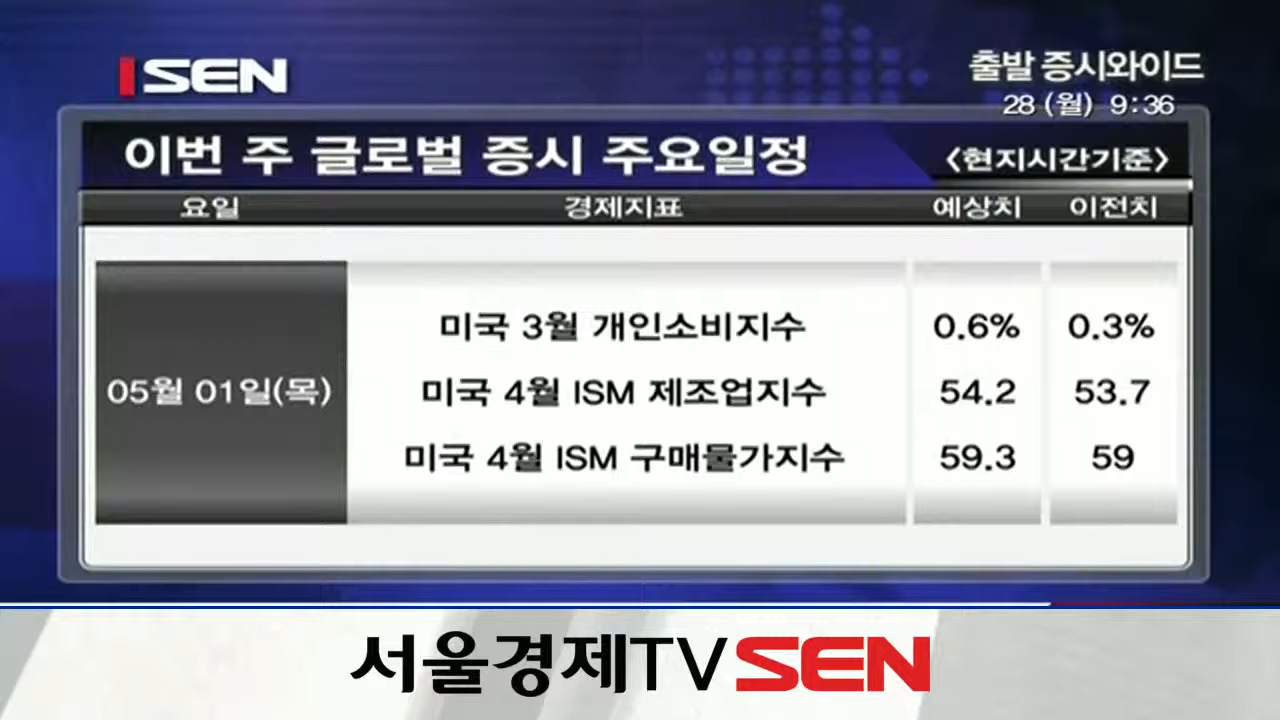 SEN
출발 증시와이드
28 (월) 9:36
이번 주 글로벌 증시 주요일정
<현지시간기준>
요일 경제지표 예상치 이전치
05월 01일(목)
미국 3월 개인소비지수 0.6% 0.3%
미국 4월 ISM 제조업지수 54.2 53.7
미국 4월 ISM 구매물가지수 59.3 59
서울경제TV SEN